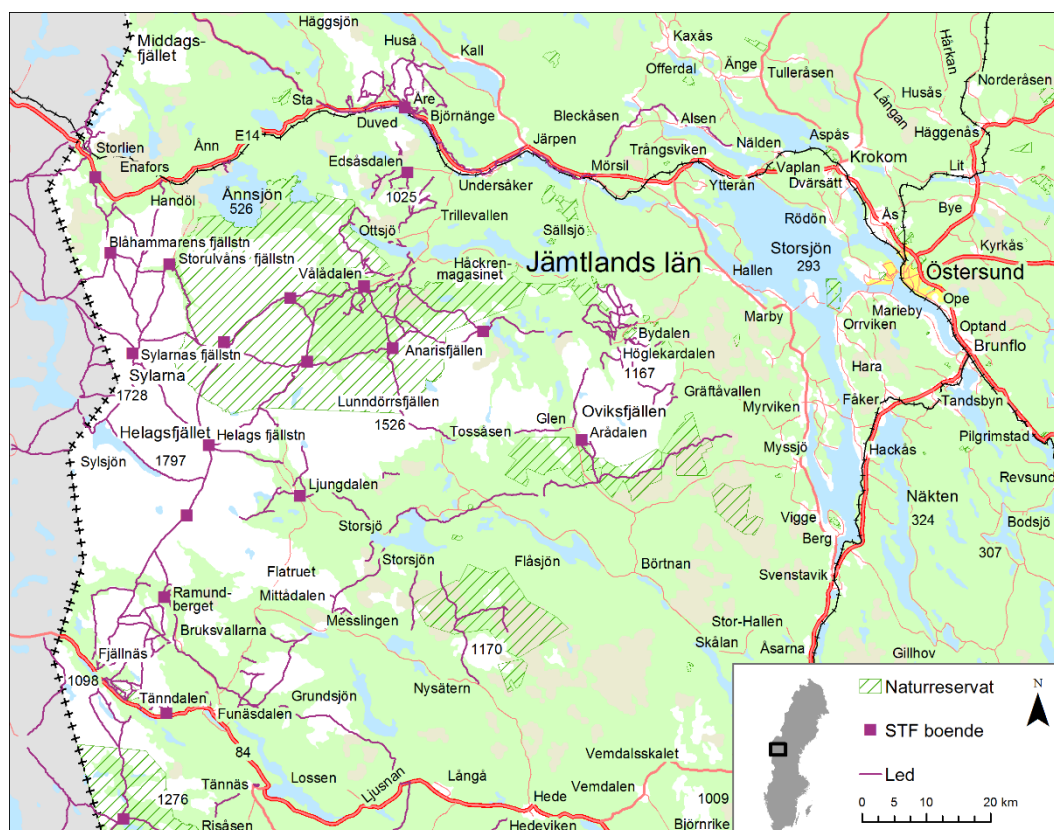 Häggsjön
Huså
Kall
Kaxås
Hårkan
Middags-
fjället
Änge
Offerdal
Tulleråsen
Norderåsen
Husås
Långan
Sta
Åre
Duved
Björnänge
Bleckåsen
Alsen
Häggenås
E14
Ånn
Storlien
Enafors
Järpen
Trångsviken
Nälden
Aspås
Krokom
Lit
Edsåsdalen
Mörsil
Vaplan
Dvärsätt
Undersåker
Ytterån
Handöl
Ånnsjön
526
1025
Trillevallen
Rödön
Ås
Bye
Ottsjö
Sällsjö
Storsjön
293
Kyrkås
Blåhammarens fjällstn
Storulvåns fjällstn
Vålådalen
Håckren-
magasinet
Jämtlands län
Hallen
Östersund
Ope
Marieby
Marby
Orrviken
Optand
Brunflo
Bydalen
Anarisfjällen
Höglekardalen
1167
Sylarnas fjällstn
Sylarna
1728
Hara
Gräftåvallen
Fåker
Tandsbyn
Lunndörrsfjällen
1526
Oviksfjällen
Myrviken
Glen
Arådalen
Tossåsen
Helagsfjället
Helags fjällstn
1797
Sylsjön
Pilgrimstad
Myssjö
Hackås
Revsund
Ljungdalen
Näkten
324
Storsjö
Vigge
Berg
Bodsjön
307
Storsjön
Flåsjön
Börtnan
Svenstavik
Flatruet
Mittådalen
Ramund-
berget
Messlingen
Bruksvallarna
Stor-Hallen
Skålan
Åsarna
Gillhov
1170
Fjällnäs
1098
Nysätern
Grundsjön
Tänndalen
Funäsdalen
84
Vemdalsskalet
Ljusnan
Långå
Lossen
Tännäs
Vemdalen
1276
Hede
1009
Risåsen
Hedeviken
Björnrike
Naturreservat
STF boende
Led
N
0 5 10 20 km